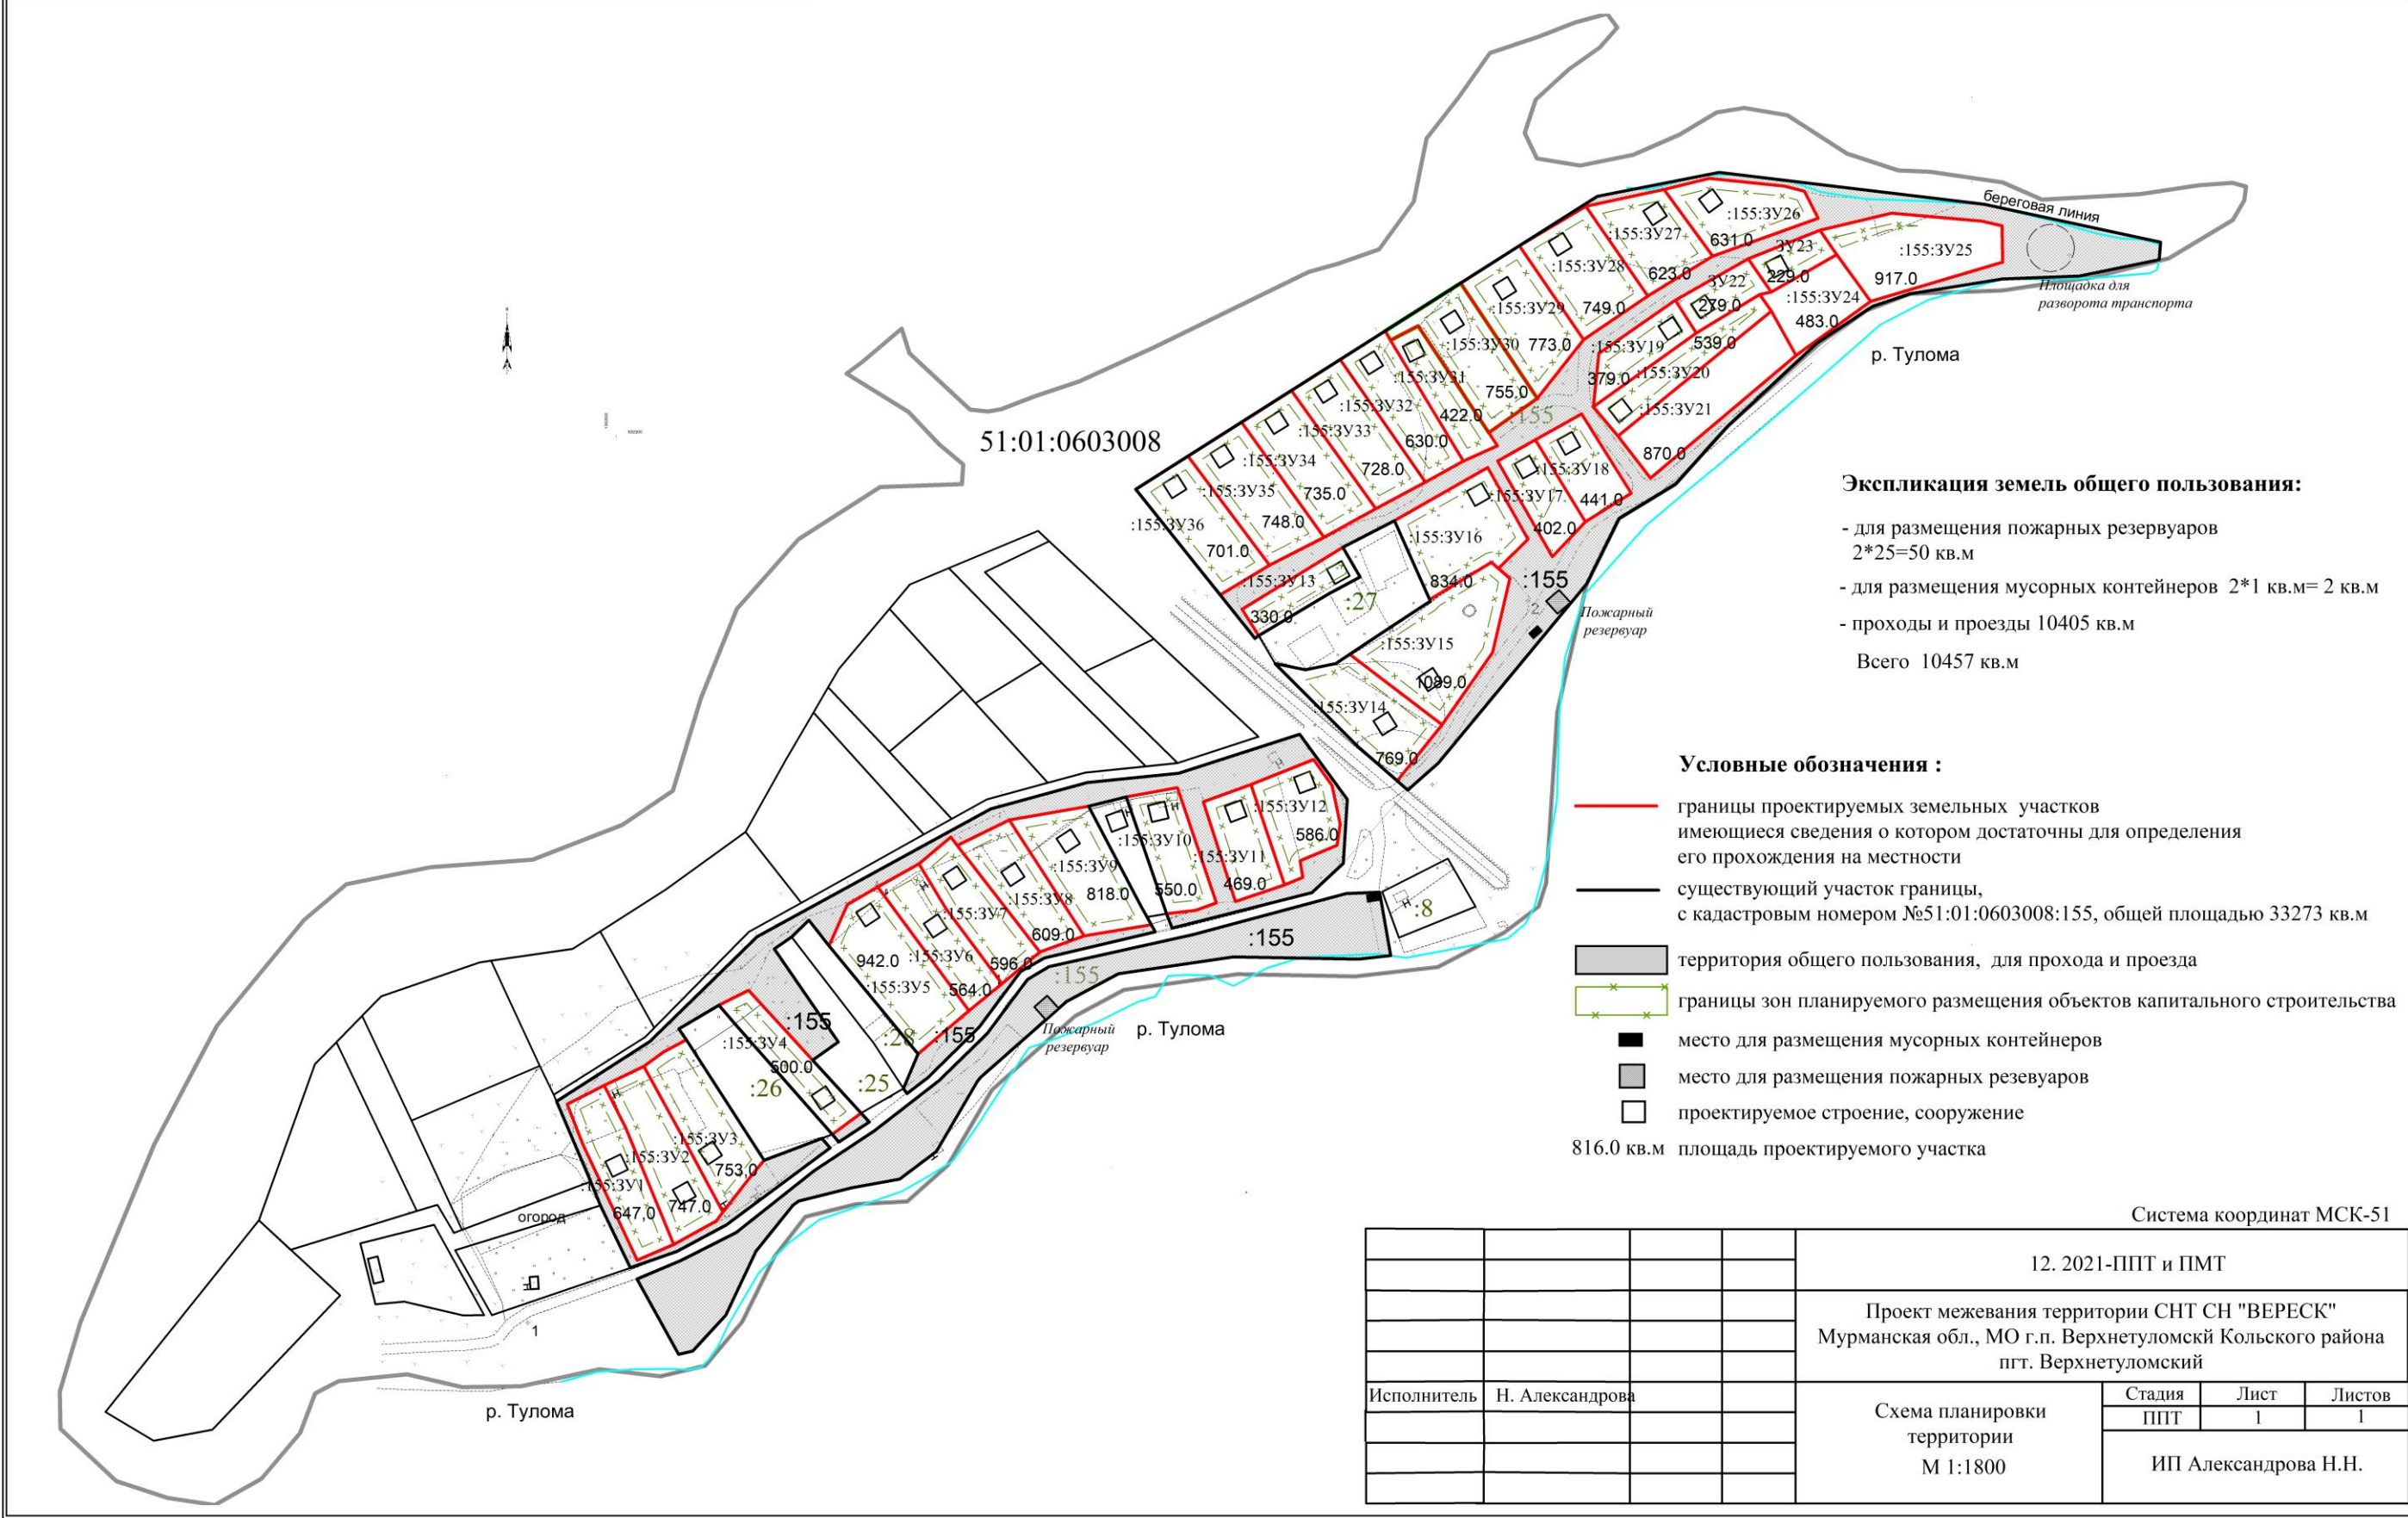 береговая линия
:155:ЗУ26
631.0
:155:ЗУ27
623.0
ЗУ23
229.0
:155:ЗУ25
917.0
:155:ЗУ28
749.0
ЗУ22
279.0
:155:ЗУ24
483.0
Площадка для
разворота транспорта
:155:ЗУ29
773.0
:155:ЗУ30
755.0
:155:ЗУ19
379.0
539.0
:155:ЗУ20
р. Тулома
:155:ЗУ31
422.0
:155
:155:ЗУ21
870.0
:155:ЗУ32
630.0
:155:ЗУ33
728.0
51:01:0603008
:155:ЗУ34
735.0
:155:ЗУ18
441.0
:155:ЗУ35
748.0
:155:ЗУ17
402.0
:155:ЗУ36
701.0
:155:ЗУ16
834.0
:155:ЗУ13
330.0
:27
:155
2
Пожарный
резервуар
:155:ЗУ15
1089.0
:155:ЗУ14
769.0
Экспликация земель общего пользования:
- для размещения пожарных резервуаров
2*25=50 кв.м
- для размещения мусорных контейнеров 2*1 кв.м= 2 кв.м
- проходы и проезды 10405 кв.м
Всего 10457 кв.м
:155:ЗУ12
586.0
:155:ЗУ10
550.0
:155:ЗУ11
469.0
:155:ЗУ9
818.0
:155:ЗУ8
609.0
:155:ЗУ7
596.0
:155:ЗУ6
564.0
942.0
:155:ЗУ5
:8
:155
:155
:155
:28
:155
:155:ЗУ4
500.0
:26
:25
Пожарный
резервуар
р. Тулома
:155:ЗУ3
753,0
:155:ЗУ2
747.0
:155:ЗУ1
647,0
огород
1
р. Тулома
Условные обозначения :
границы проектируемых земельных участков
имеющиеся сведения о котором достаточны для определения
его прохождения на местности
существующий участок границы,
с кадастровым номером №51:01:0603008:155, общей площадью 33273 кв.м
территория общего пользования, для прохода и проезда
границы зон планируемого размещения объектов капитального строительства
место для размещения мусорных контейнеров
место для размещения пожарных резевуаров
проектируемое строение, сооружение
816.0 кв.м площадь проектируемого участка
Система координат МСК-51
12. 2021-ППТ и ПМТ
Проект межевания территории СНТ СН "ВЕРЕСК"
Мурманская обл., МО г.п. Верхнетуломскй Кольского района
пгт. Верхнетуломский
Исполнитель Н. Александрова
Схема планировки
территории
М 1:1800
Стадия Лист Листов
ППТ 1 1
ИП Александрова Н.Н.